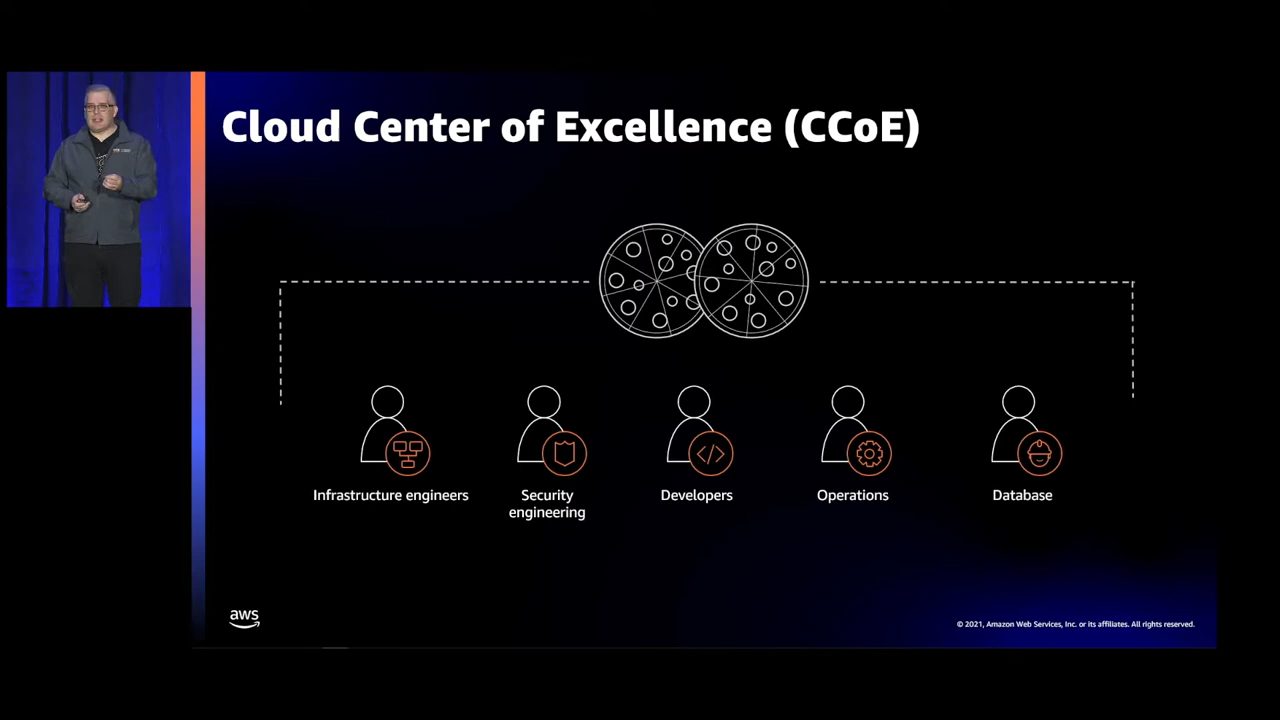 Cloud Center of Excellence (CCoE)
Infrastructure engineers
Security
engineering
Developers
Operations
Database
aws
© 2021, Amazon Web Services, Inc. or its affiliates. All rights reserved.